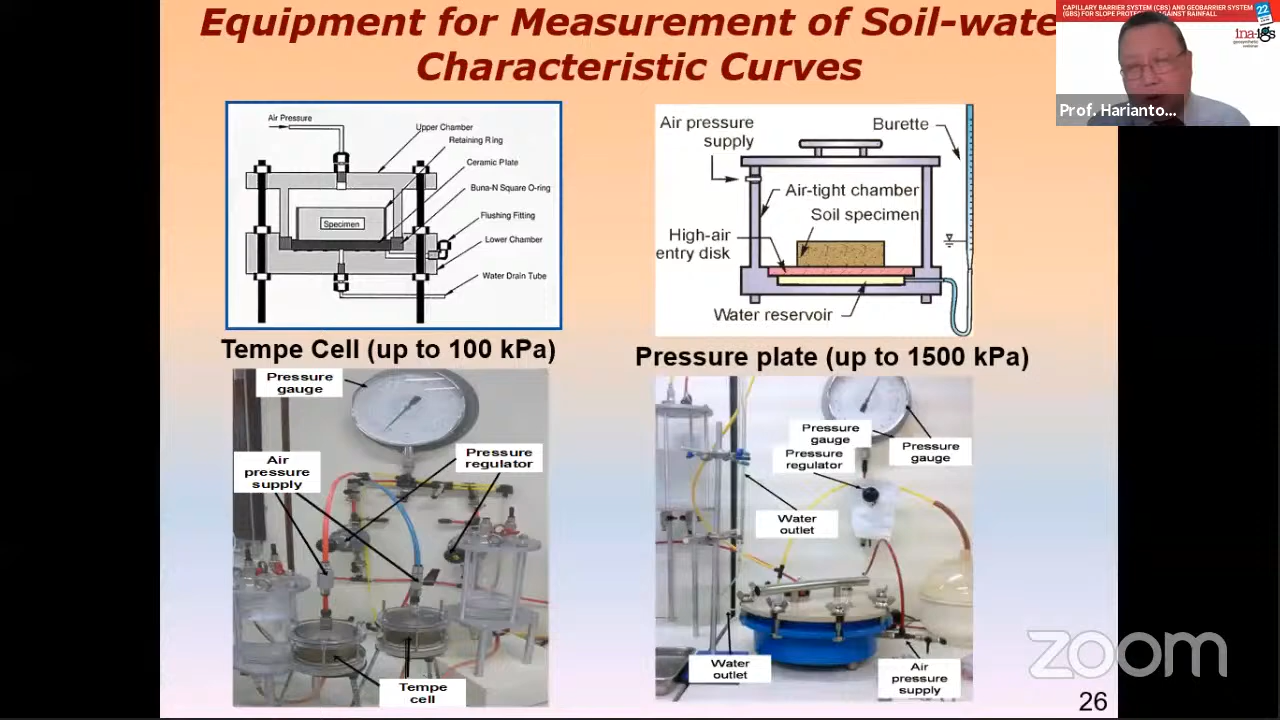 Equipment for Measurement of Soil-wate
Characteristic Curves
CAPILLARY BARRIER SYSTEM (CBS) AND GEOBARRIER SYSTEM
(GBS) FOR SLOPE PROTECTION AGAINST RAINFALL
22
ina-igs
Prof. Harianto...
Air Pressure
Upper Chamber
Retaining Ring
Ceramic Plate
Buna-N Square O-ring
Specimen
Flushing Fitting
Lower Chamber
Water Drain Tube
Air pressure
supply
Burette
Air-tight chamber
Soil specimen
High-air
entry disk
Water reservoir
Tempe Cell (up to 100 kPa)
Pressure plate (up to 1500 kPa)
Pressure
gauge
Air
pressure
supply
Pressure
regulator
Tempe
cell
Pressure
gauge
Pressure
regulator
Pressure
gauge
Water
outlet
Water
outlet
Air
pressure
supply
zoom
26